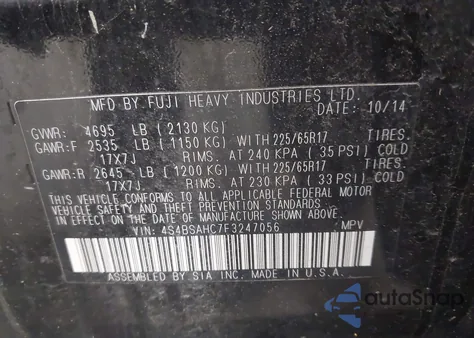 MFD BY FUJI HEAVY INDUSTRIES LTD.
DATE: 10/14
GVWR: 4695 LB (2130 KG)
GAWR:F 2535 LB (1150 KG) WITH 225/65R17 TIRES.
17X7J RIMS. AT 240 KPA (35 PSI) COLD
GAWR:R 2645 LB (1200 KG) WITH 225/65R17 TIRES.
17X7J RIMS. AT 230 KPA (33 PSI) COLD
THIS VEHICLE CONFORMS TO ALL APPLICABLE FEDERAL MOTOR
VEHICLE SAFETY AND THEFT PREVENTION STANDARDS
IN EFFECT ON THE DATE OF MANUFACTURE SHOWN ABOVE.
VIN: 4S4BSAHC7F3247056 MPV
ASSEMBLED BY SIA INC. MADE IN U.S.A.
autoSnap